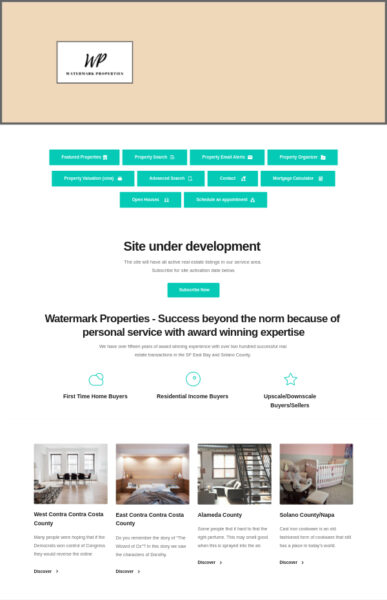 WP
WATERMARK PROPERTIES
Featured Properties
Property Search
Property Email Alerts
Property Organizer
Property Valuation (cma)
Advanced Search
Contact
Mortgage Calculator
Open Houses
Schedule an appointment
Site under development
The site will have all active real estate listings in our service area.
Subscribe for site activation date below.
Subscribe Now
Watermark Properties - Success beyond the norm because of
personal service with award winning expertise
We have over fifteen years of award winning experience with over two hundred successful real
estate transactions in the SF East Bay and Solano County.
First Time Home Buyers
Residential Income Buyers
Upscale/Downscale
Buyers/Sellers
West Contra Contra Costa
County
Many people were hoping that if the
Democrats won control of Congress
they would reverse the online
Discover
East Contra Contra Costa
County
Do you remember the story of "The
Wizard of Oz"? In this story we saw
the characters of Dorothy.
Discover
Alameda County
Some people find it hard to find the
right perfume. This may smell good
when this is sprayed into the air.
Discover
Solano County/Napa
Cast iron cookware is an old-
fashioned form of cookware that still
has a place in today's world.
Discover